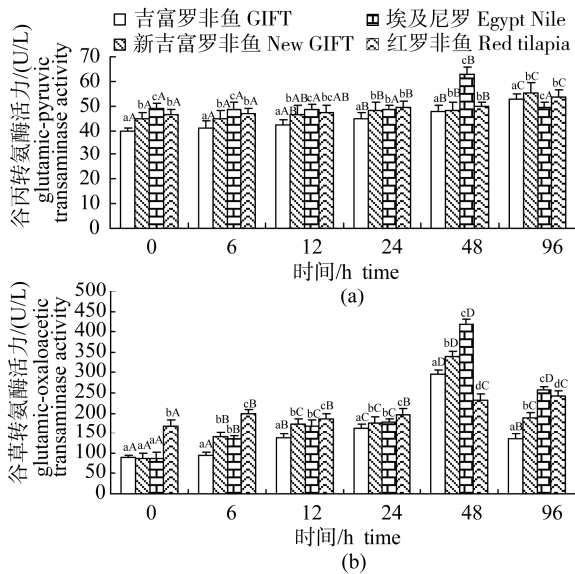 吉富罗非鱼 GIFT 埃及尼罗 Egypt Nile
新吉富罗非鱼 New GIFT 红罗非鱼 Red tilapia
谷丙转氨酶活力/(U/L)
glutamic-pyruvic
transaminase activity
70
60
50
40
30
20
10
0
aA bA cA bA
aA bA cA bA
aA bAB cA bcAB
aB bB bA bB
aB bB cB bB
aC bC aA bC
0 6 12 24 48 96
时间/h time
(a)
谷草转氨酶活力/(U/L)
glutamic-oxaloacetic
transaminase activity
500
450
400
350
300
250
200
150
100
50
0
aA aA aA bA
aA bB bB cB
aB bC bC cB
aC bC bC cB
aD bD cD dC
aB bC cD dC
0 6 12 24 48 96
时间/h time
(b)